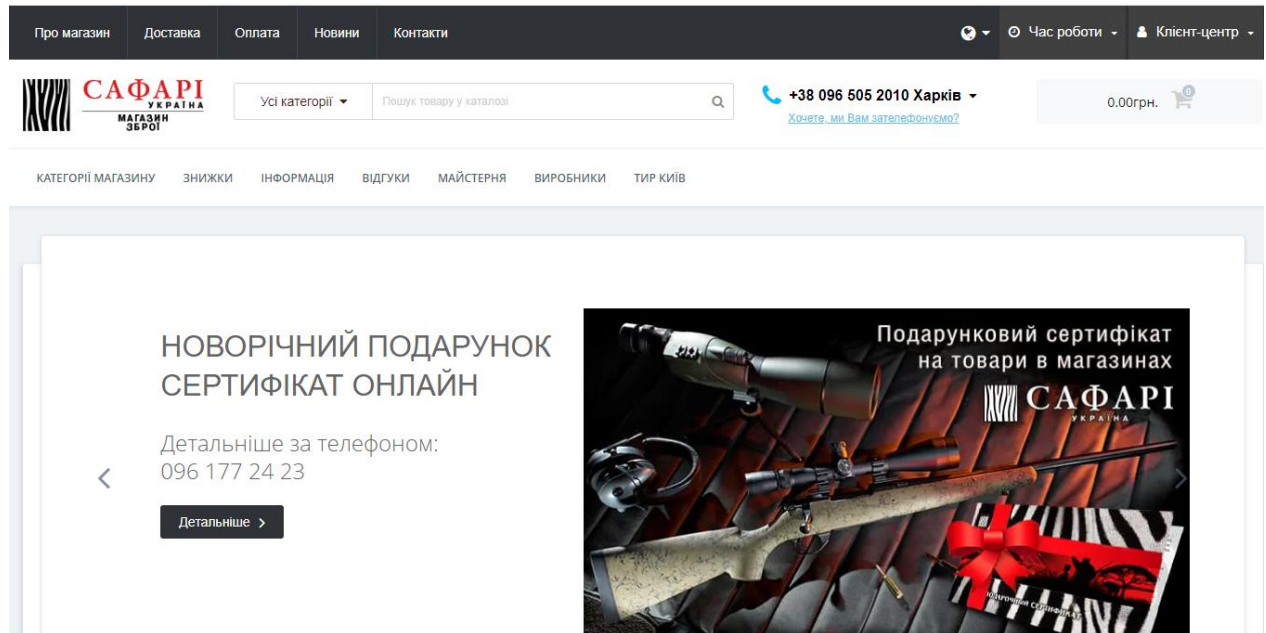 Про магазин
Доставка
Оплата
Новини
Контакти
Час роботи
Клієнт-центр
САФАРІ
УКРАЇНА
МАГАЗИН
ЗБРОЇ
Усі категорії
Пошук товару у каталозі
+38 096 505 2010 Харків
Хочете, ми Вам зателефонуємо?
0.00грн.
0
КАТЕГОРІЇ МАГАЗИНУ
ЗНИЖКИ
ІНФОРМАЦІЯ
ВІДГУКИ
МАЙСТЕРНЯ
ВИРОБНИКИ
ТИР КИЇВ
НОВОРІЧНИЙ ПОДАРУНОК
СЕРТИФІКАТ ОНЛАЙН
Детальніше за телефоном:
096 177 24 23
Детальніше
Подарунковий сертифікат
на товари в магазинах
САФАРІ
УКРАЇНА
ПОДАРОЧНЫЙ СЕРТИФИКАТ